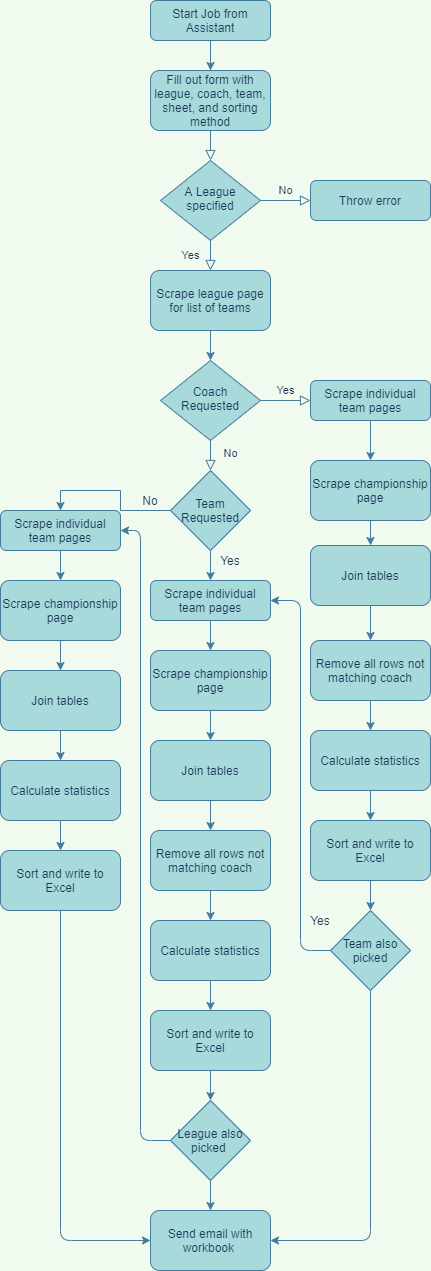 Start Job from
Assistant
Fill out form with
league, coach, team,
sheet, and sorting
method
A League
specified
No
Throw error
Yes
Scrape league page
for list of teams
Coach
Requested
Yes
Scrape individual
team pages
No
Scrape championship
page
Join tables
Remove all rows not
matching coach
Calculate statistics
Sort and write to
Excel
Team also
picked
Yes
Team
Requested
No
Scrape individual
team pages
Scrape championship
page
Join tables
Calculate statistics
Sort and write to
Excel
Yes
Scrape individual
team pages
Scrape championship
page
Join tables
Remove all rows not
matching coach
Calculate statistics
Sort and write to
Excel
League also
picked
Send email with
workbook